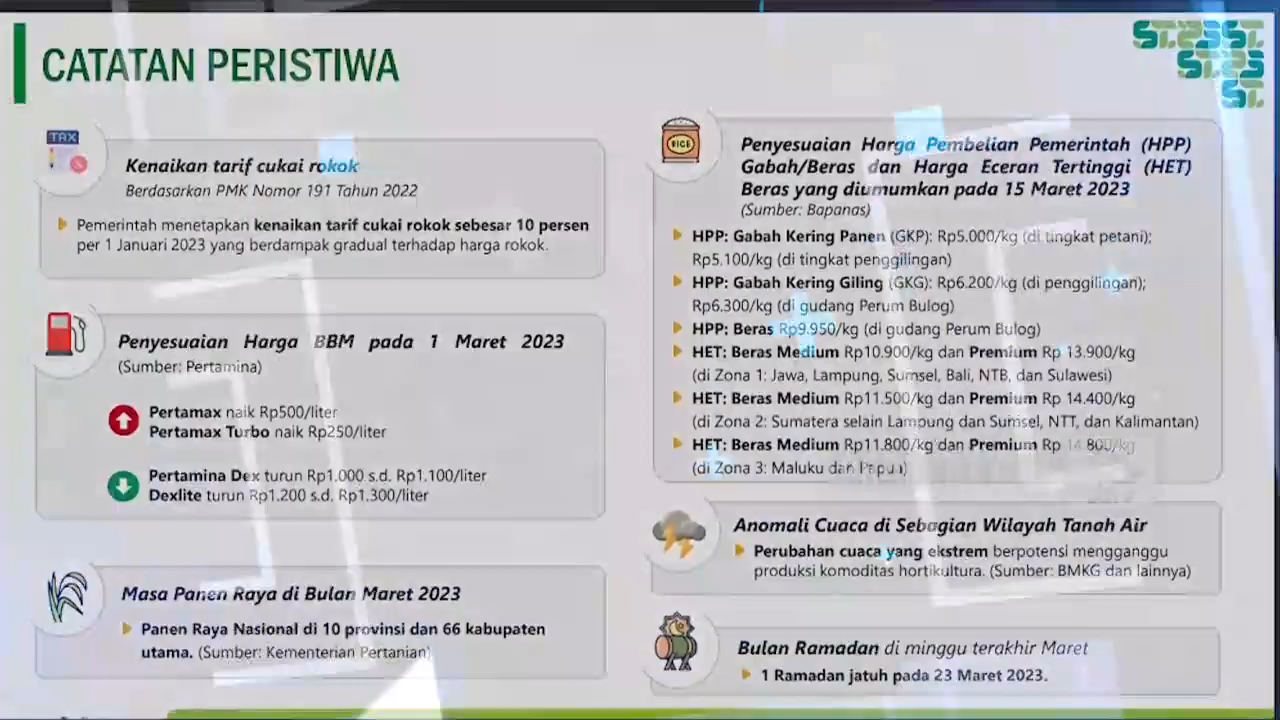 CATATAN PERISTIWA
TAX
Kenaikan tarif cukai rokok
Berdasarkan PMK Nomor 191 Tahun 2022
Pemerintah menetapkan kenaikan tarif cukai rokok sebesar 10 persen
per 1 Januari 2023 yang berdampak gradual terhadap harga rokok.
Penyesuaian Harga BBM pada 1 Maret 2023
(Sumber: Pertamina)
Pertamax naik Rp500/liter
Pertamax Turbo naik Rp250/liter
Pertamina Dex turun Rp1.000 s.d. Rp1.100/liter
Dexlite turun Rp1.200 s.d. Rp1.300/liter
Masa Panen Raya di Bulan Maret 2023
Panen Raya Nasional di 10 provinsi dan 66 kabupaten
utama. (Sumber: Kementerian Pertanian)
RICE
Penyesuaian Harga Pembelian Pemerintah (HPP)
Gabah/Beras dan Harga Eceran Tertinggi (HET)
Beras yang diumumkan pada 15 Maret 2023
(Sumber: Bapanas)
HPP: Gabah Kering Panen (GKP): Rp5.000/kg (di tingkat petani);
Rp5.100/kg (di tingkat penggilingan)
HPP: Gabah Kering Giling (GKG): Rp6.200/kg (di penggilingan);
Rp6.300/kg (di gudang Perum Bulog)
HPP: Beras Rp9.950/kg (di gudang Perum Bulog)
HET: Beras Medium Rp10.900/kg dan Premium Rp 13.900/kg
(di Zona 1: Jawa, Lampung, Sumsel, Bali, NTB, dan Sulawesi)
HET: Beras Medium Rp11.500/kg dan Premium Rp 14.400/kg
(di Zona 2: Sumatera selain Lampung dan Sumsel, NTT, dan Kalimantan)
HET: Beras Medium Rp11.800/kg dan Premium Rp 14.800/kg
(di Zona 3: Maluku dan Papua)
Anomali Cuaca di Sebagian Wilayah Tanah Air
Perubahan cuaca yang ekstrem berpotensi mengganggu
produksi komoditas hortikultura. (Sumber: BMKG dan lainnya)
Bulan Ramadan di minggu terakhir Maret
1 Ramadan jatuh pada 23 Maret 2023.